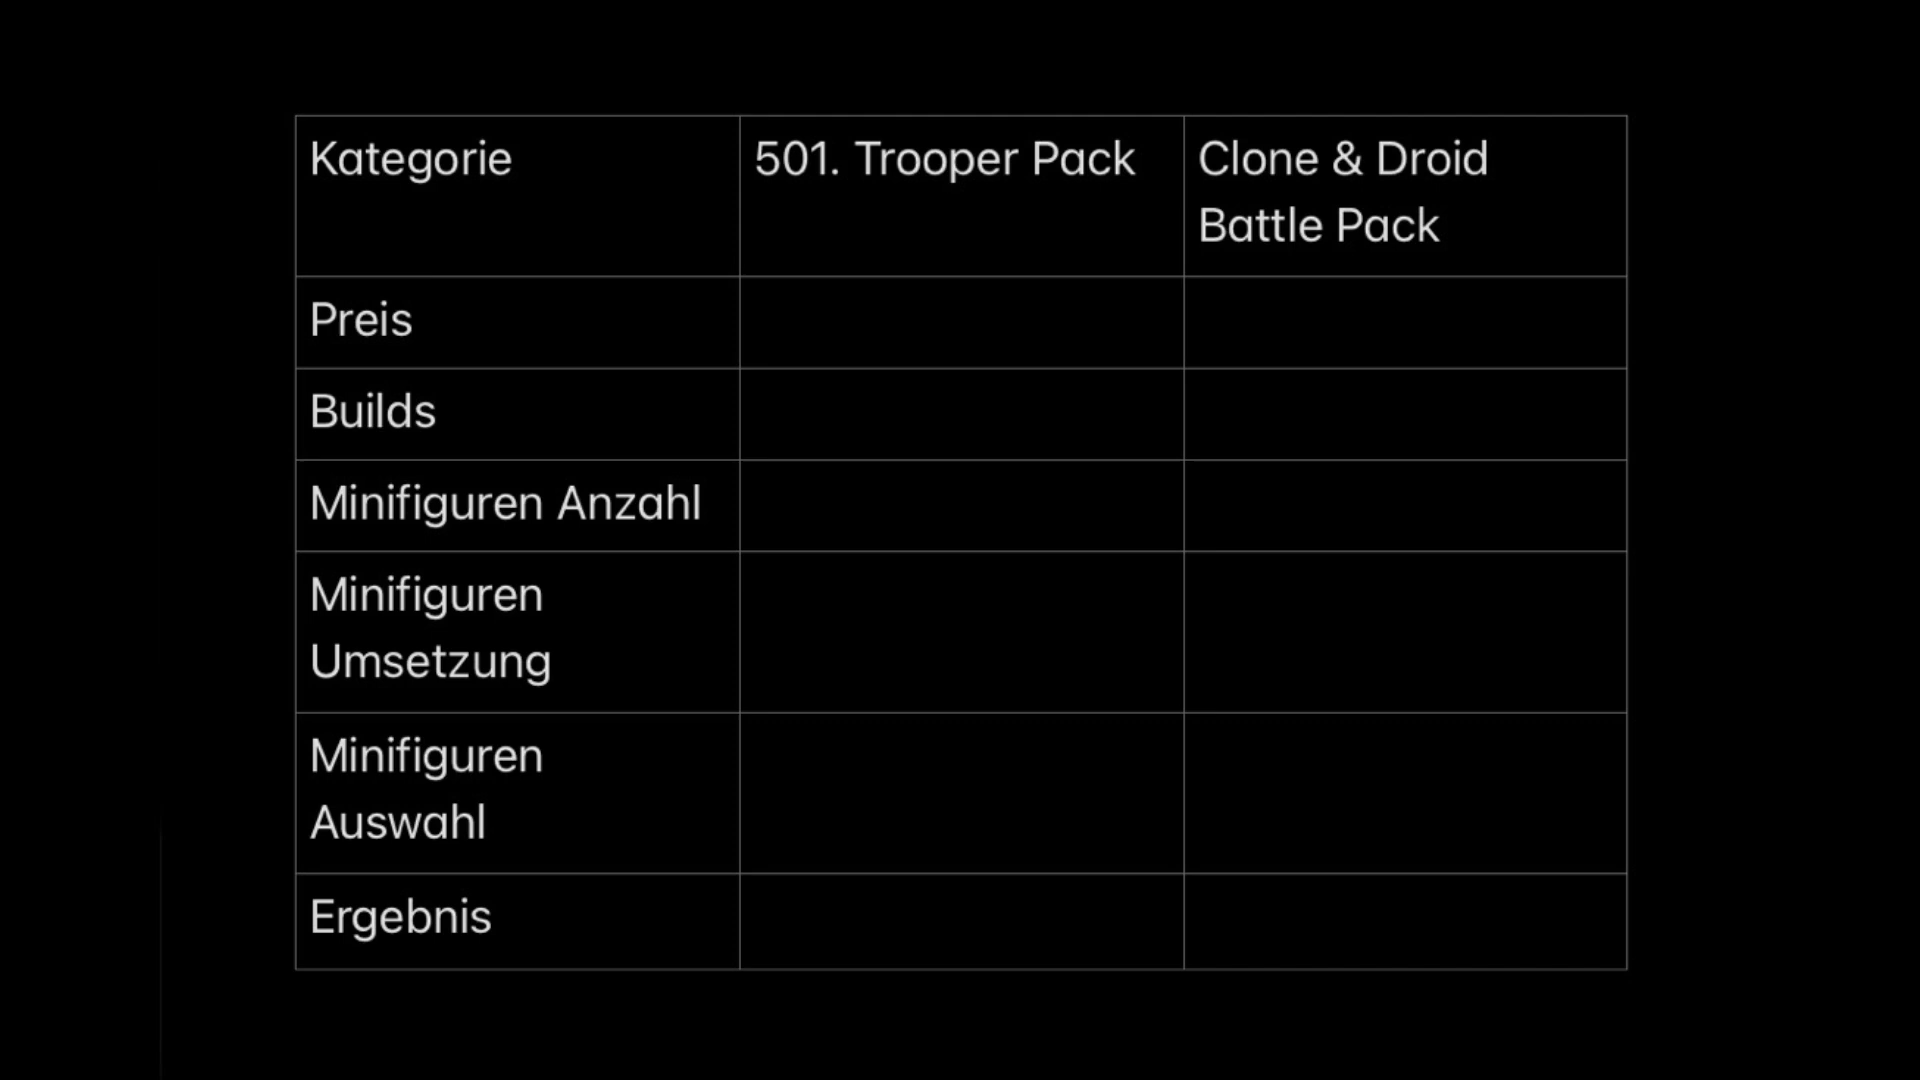 Kategorie
501. Trooper Pack
Clone & Droid
Battle Pack
Preis
Builds
Minifiguren Anzahl
Minifiguren
Umsetzung
Minifiguren
Auswahl
Ergebnis